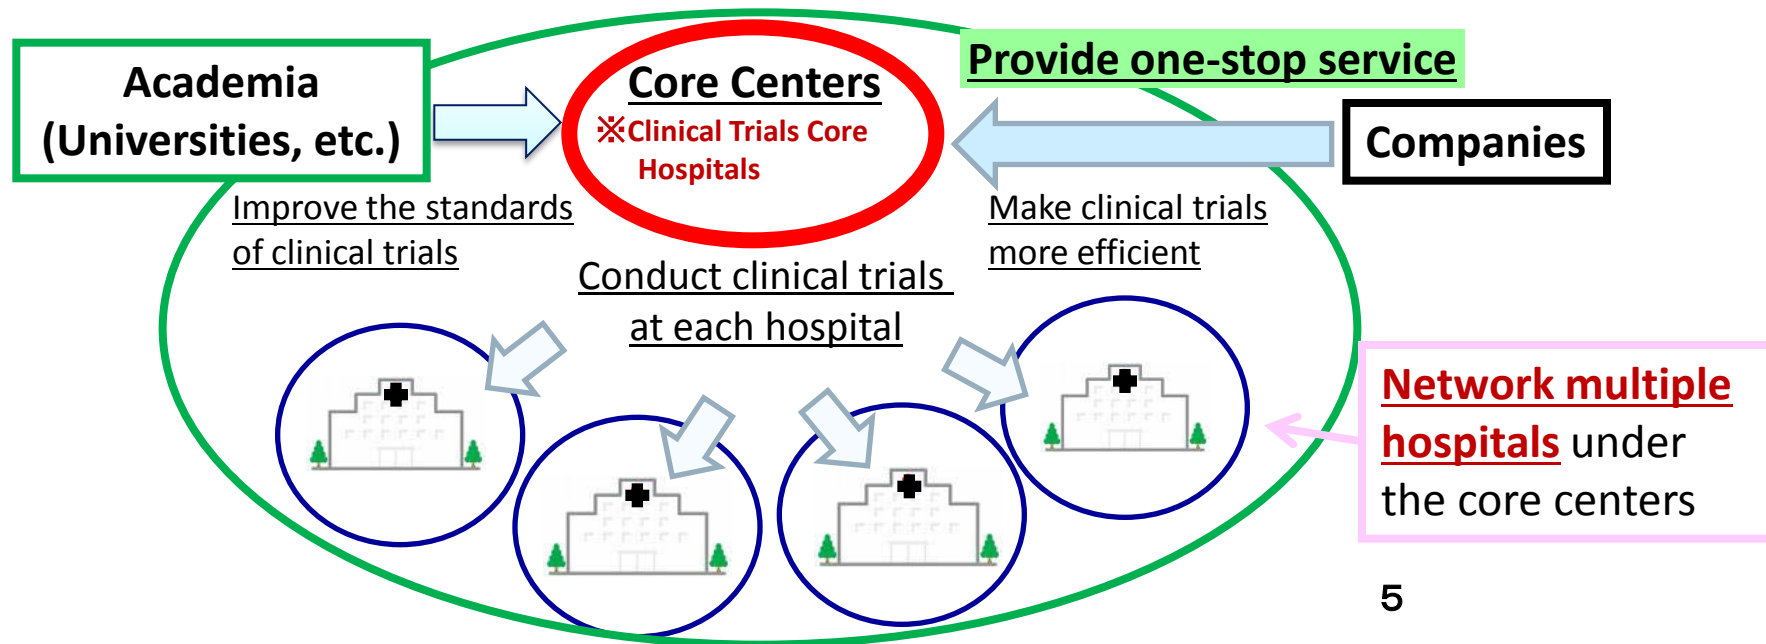 Academia
(Universities, etc.)
Core Centers
※Clinical Trials Core
Hospitals
Provide one-stop service
Companies
Improve the standards
of clinical trials
Make clinical trials
more efficient
Conduct clinical trials
at each hospital
Network multiple
hospitals under
the core centers
5